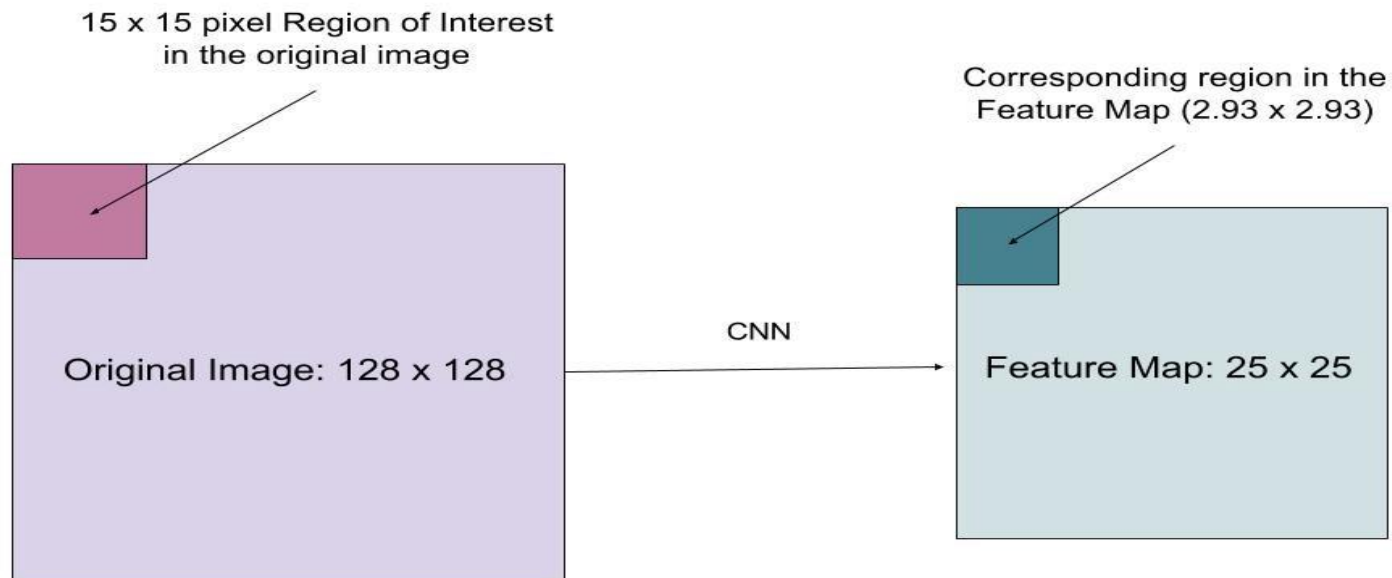 15 x 15 pixel Region of Interest
in the original image
Corresponding region in the
Feature Map (2.93 x 2.93)
CNN
Original Image: 128 x 128
Feature Map: 25 x 25